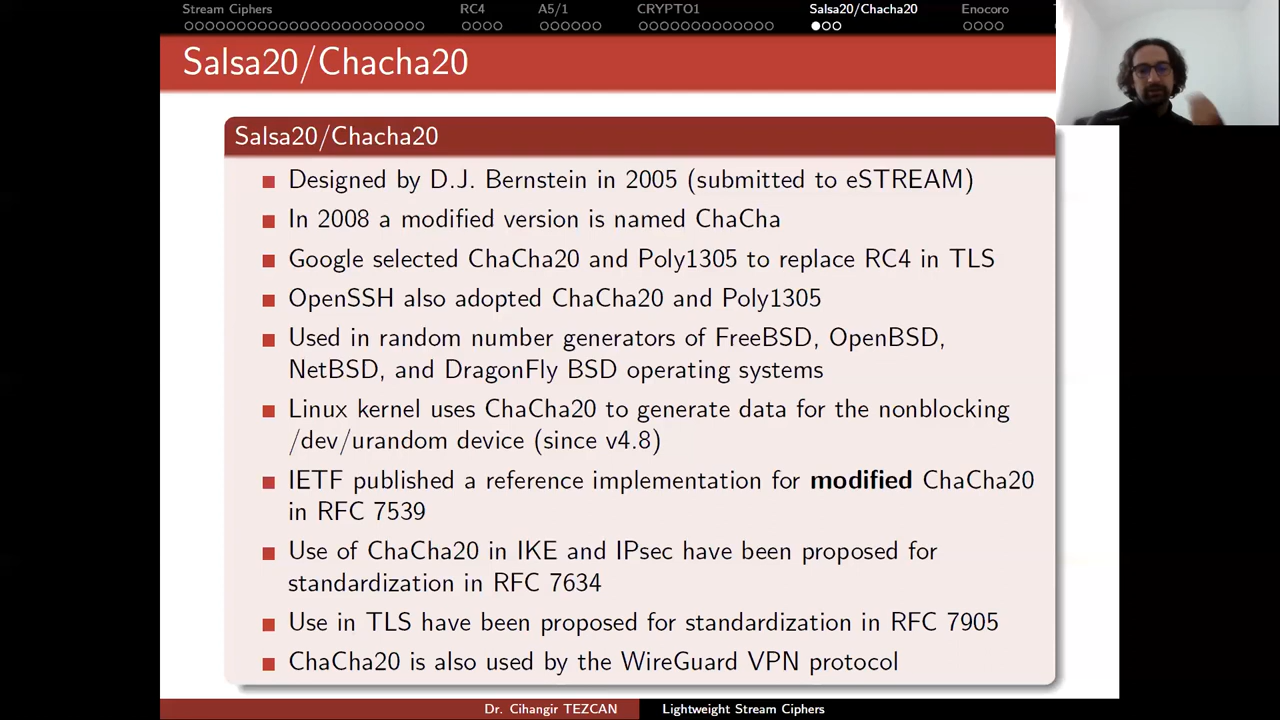 Stream Ciphers RC4 A5/1 CRYPTO1 Salsa20/Chacha20 Enocoro
Salsa20/Chacha20
Salsa20/Chacha20
Designed by D.J. Bernstein in 2005 (submitted to eSTREAM)
In 2008 a modified version is named ChaCha
Google selected ChaCha20 and Poly1305 to replace RC4 in TLS
OpenSSH also adopted ChaCha20 and Poly1305
Used in random number generators of FreeBSD, OpenBSD,
NetBSD, and DragonFly BSD operating systems
Linux kernel uses ChaCha20 to generate data for the nonblocking
/dev/urandom device (since v4.8)
IETF published a reference implementation for modified ChaCha20
in RFC 7539
Use of ChaCha20 in IKE and IPsec have been proposed for
standardization in RFC 7634
Use in TLS have been proposed for standardization in RFC 7905
ChaCha20 is also used by the WireGuard VPN protocol
Dr. Cihangir TEZCAN Lightweight Stream Ciphers